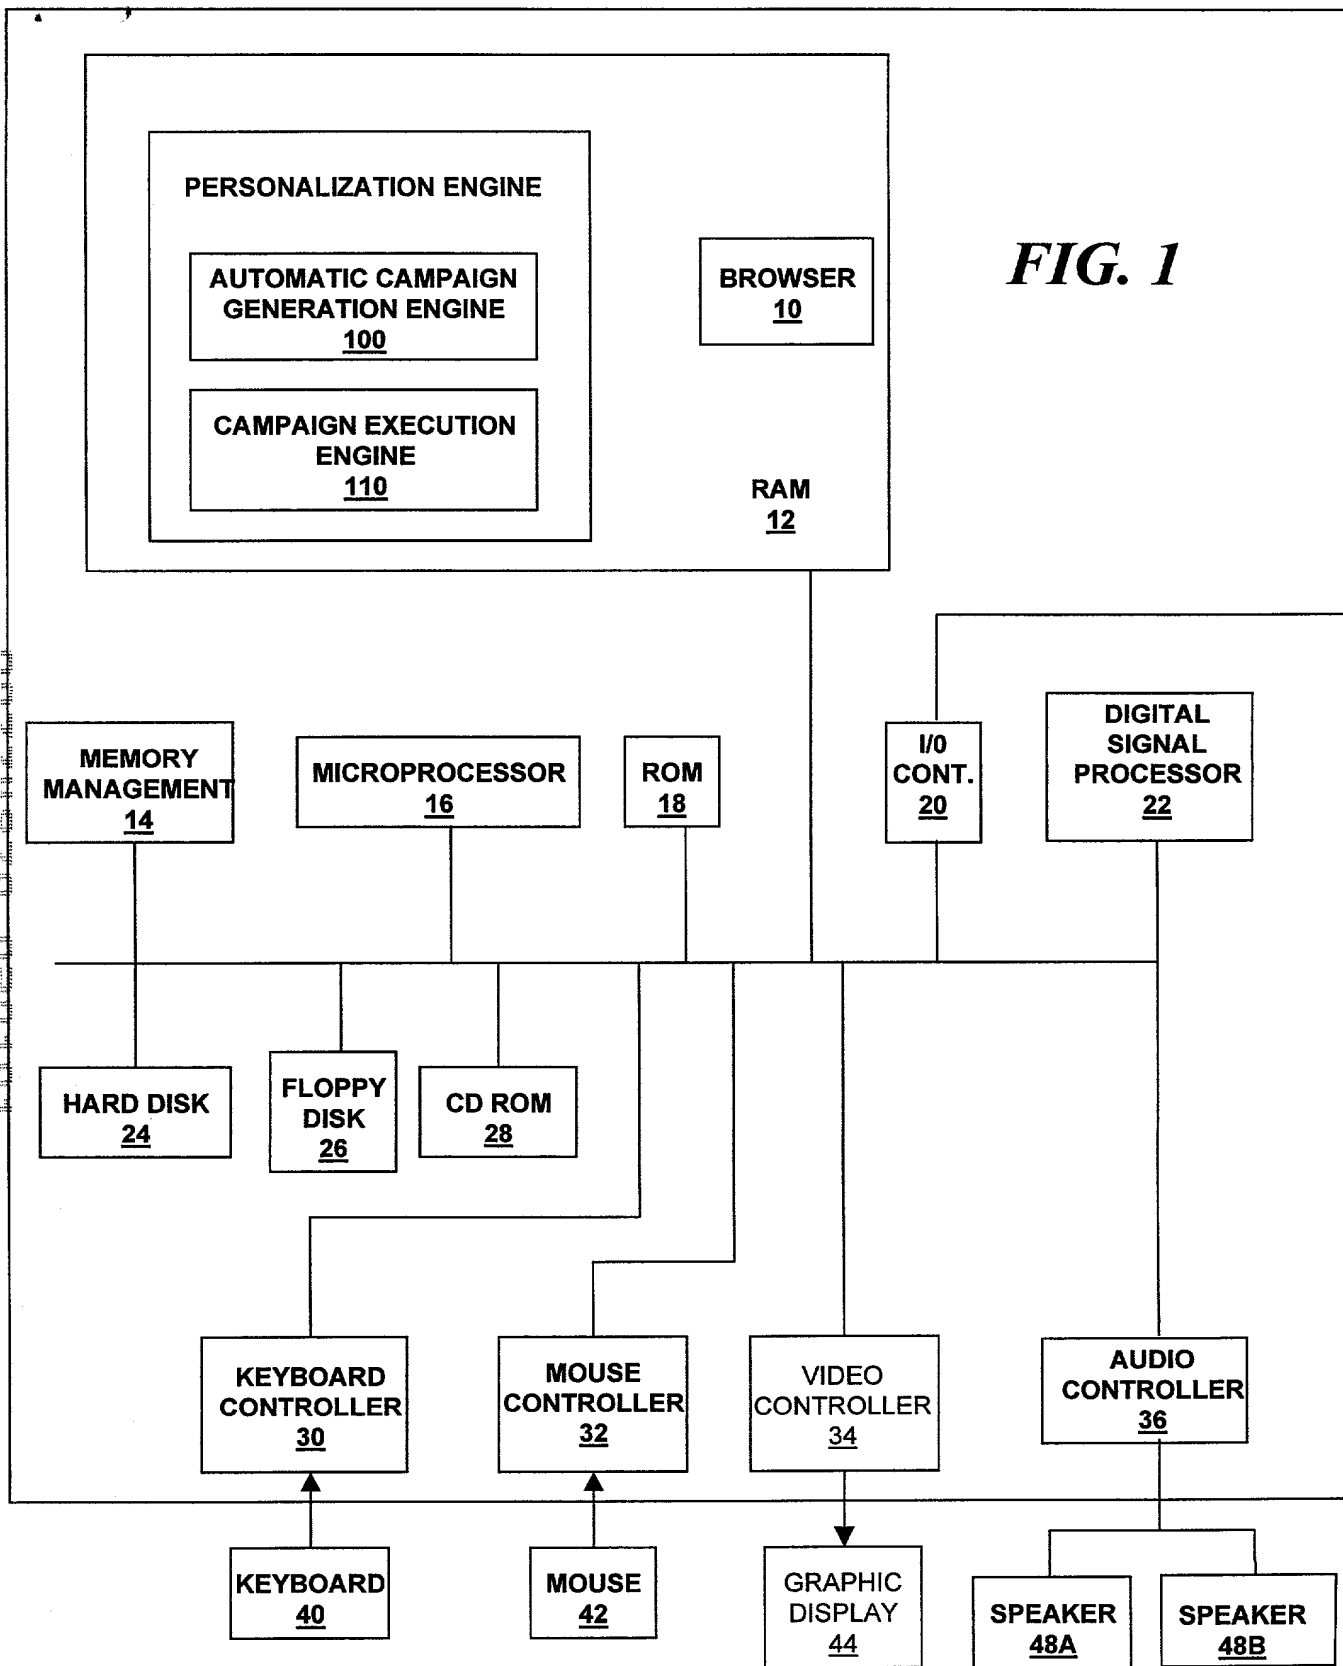 PERSONALIZATION ENGINE
AUTOMATIC CAMPAIGN
GENERATION ENGINE
100
CAMPAIGN EXECUTION
ENGINE
110
BROWSER
10
RAM
12
FIG. 1
MEMORY
MANAGEMENT
14
MICROPROCESSOR
16
ROM
18
I/0
CONT.
20
DIGITAL
SIGNAL
PROCESSOR
22
HARD DISK
24
FLOPPY
DISK
26
CD ROM
28
KEYBOARD
CONTROLLER
30
MOUSE
CONTROLLER
32
VIDEO
CONTROLLER
34
AUDIO
CONTROLLER
36
KEYBOARD
40
MOUSE
42
GRAPHIC
DISPLAY
44
SPEAKER
48A
SPEAKER
48B